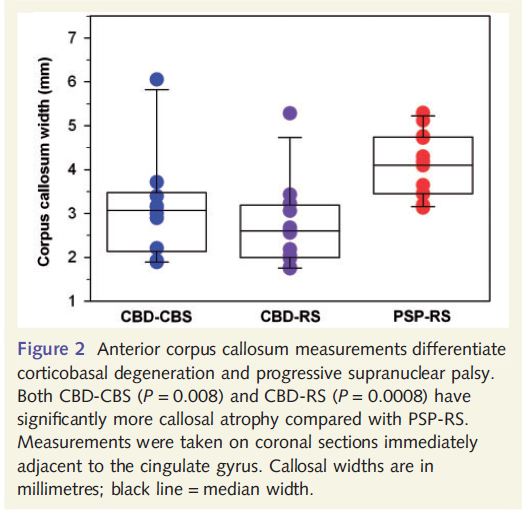 7
6
5
4
3
2
1
Corpus callosum width (mm)
CBD-CBS CBD-RS PSP-RS
Figure 2 Anterior corpus callosum measurements differentiate
corticobasal degeneration and progressive supranuclear palsy.
Both CBD-CBS (P = 0.008) and CBD-RS (P = 0.0008) have
significantly more callosal atrophy compared with PSP-RS.
Measurements were taken on coronal sections immediately
adjacent to the cingulate gyrus. Callosal widths are in
millimetres; black line = median width.